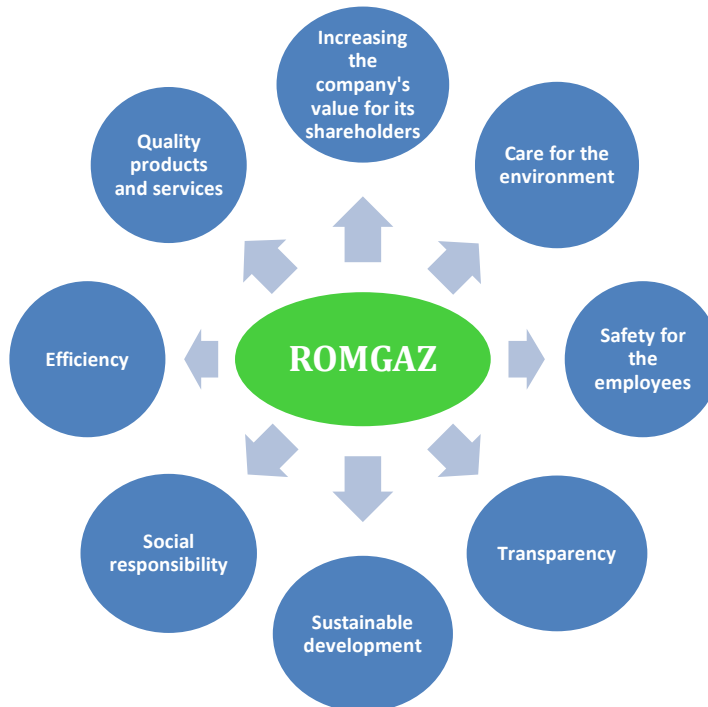 Increasing
the
company's
value for its
shareholders
Quality
products
and services
Care for the
environment
Efficiency
ROMGAZ
Safety for
the
employees
Social
responsibility
Transparency
Sustainable
development